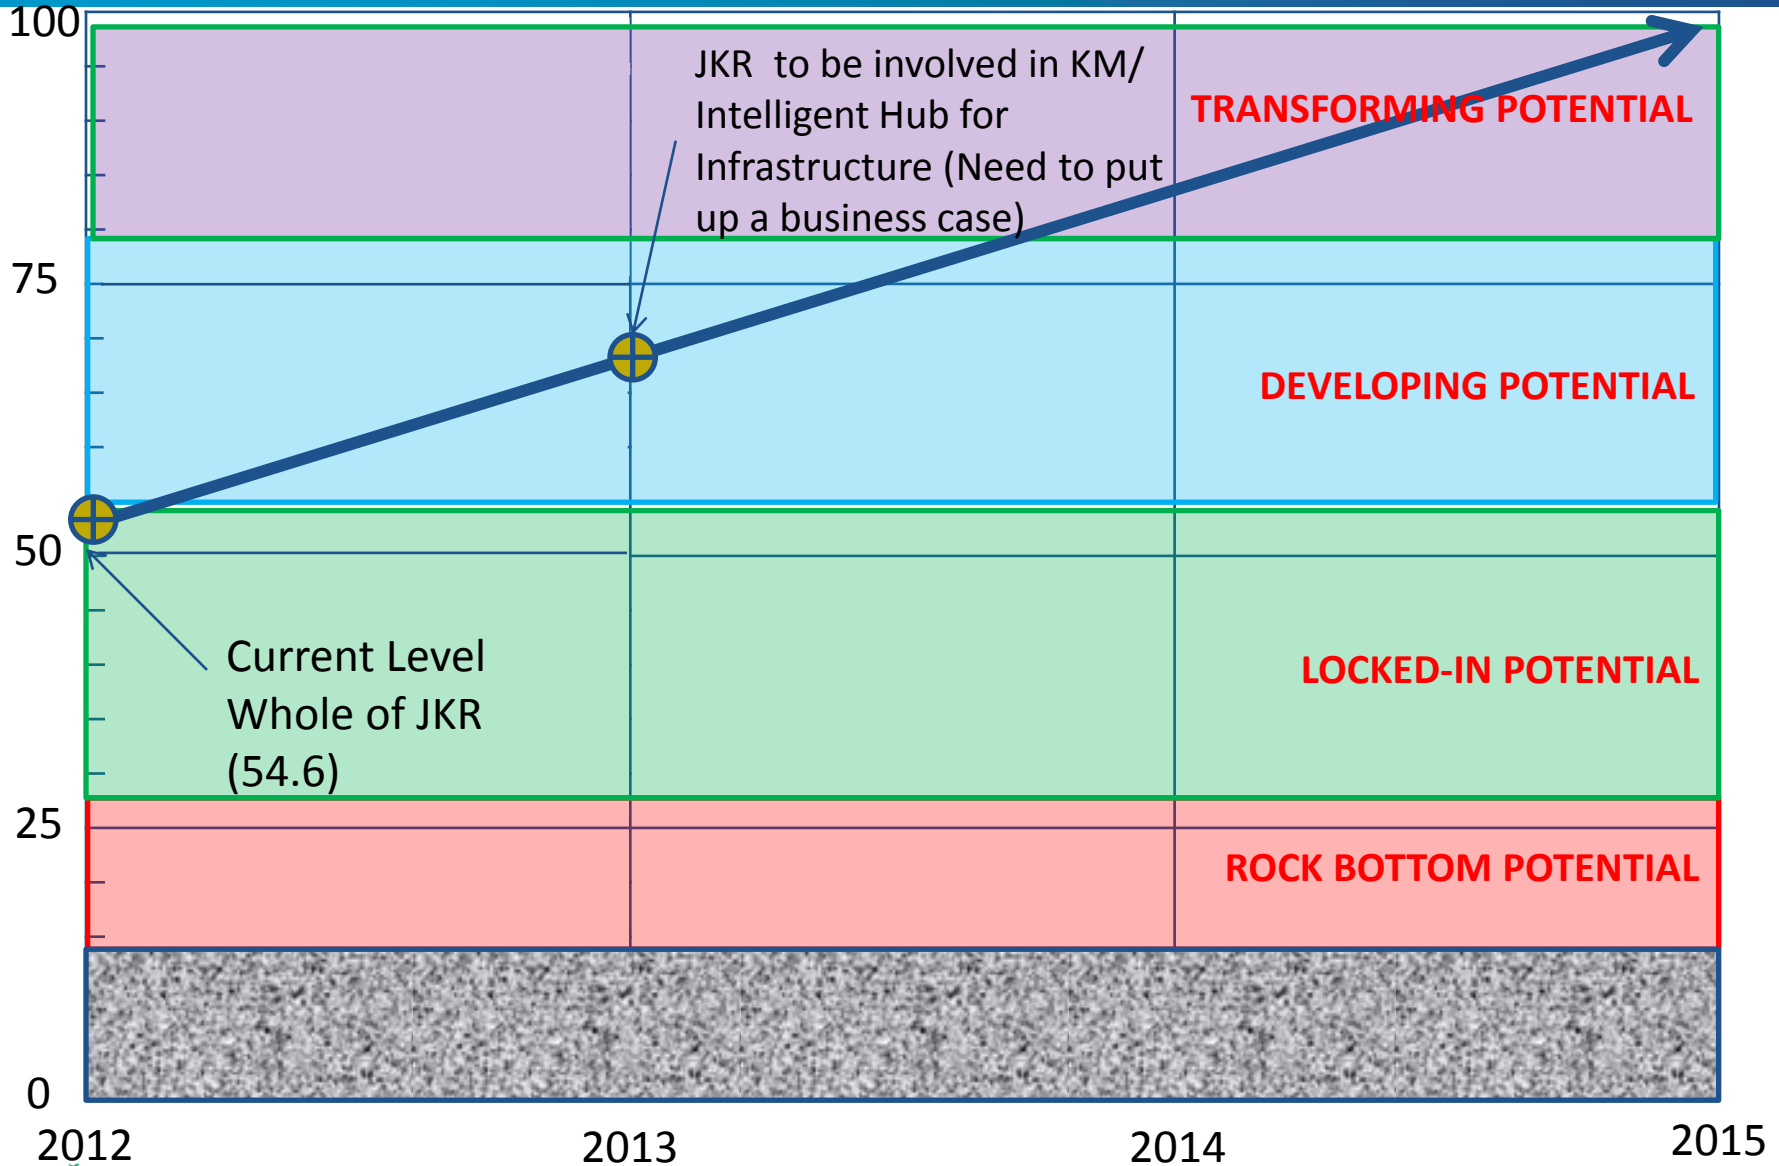 100
JKR to be involved in KM/
Intelligent Hub for
Infrastructure (Need to put
up a business case)
TRANSFORMING POTENTIAL
75
DEVELOPING POTENTIAL
50
Current Level
Whole of JKR
(54.6)
LOCKED-IN POTENTIAL
25
ROCK BOTTOM POTENTIAL
0
2012
2013
2014
2015